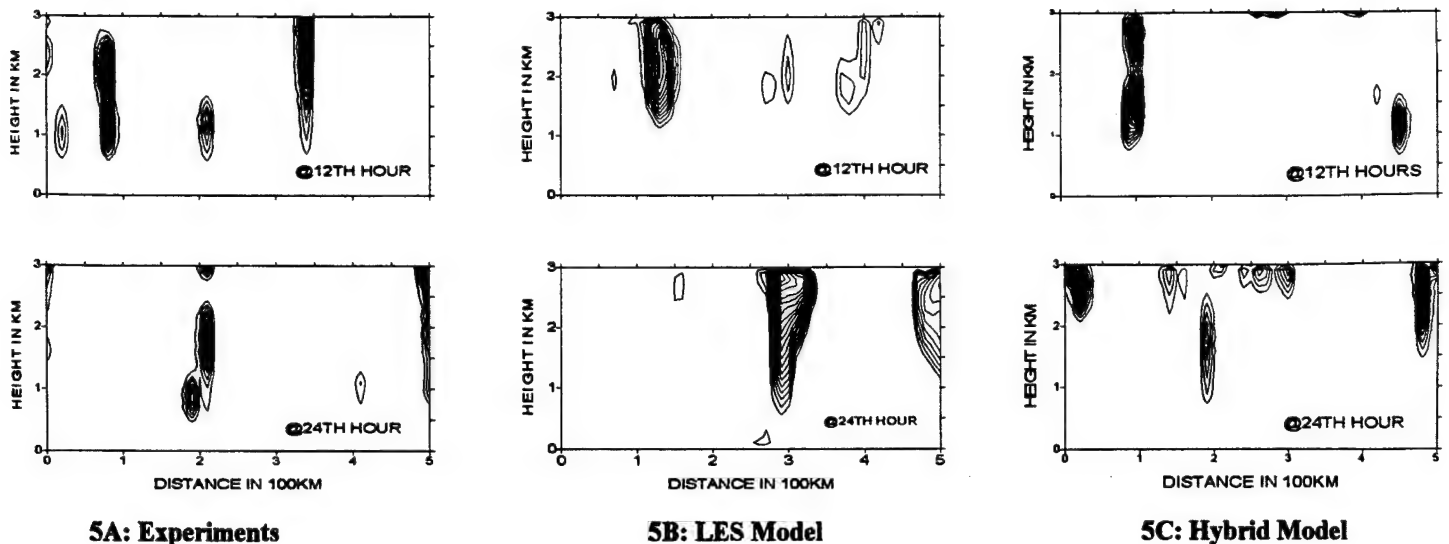 HEIGHT IN KM
3
2
1
0
@12TH HOUR
HEIGHT IN KM
3
2
1
0
@12TH HOUR
HEIGHT IN KM
3
2
1
0
@12TH HOURS
HEIGHT IN KM
3
2
1
0
@24TH HOUR
0 1 2 3 4 5
DISTANCE IN 100KM
HEIGHT IN KM
3
2
1
0
@24TH HOUR
0 1 2 3 4 5
DISTANCE IN 100KM
HEIGHT IN KM
3
2
1
0
@24TH HOUR
0 1 2 3 4 5
DISTANCE IN 100KM
5A: Experiments
5B: LES Model
5C: Hybrid Model